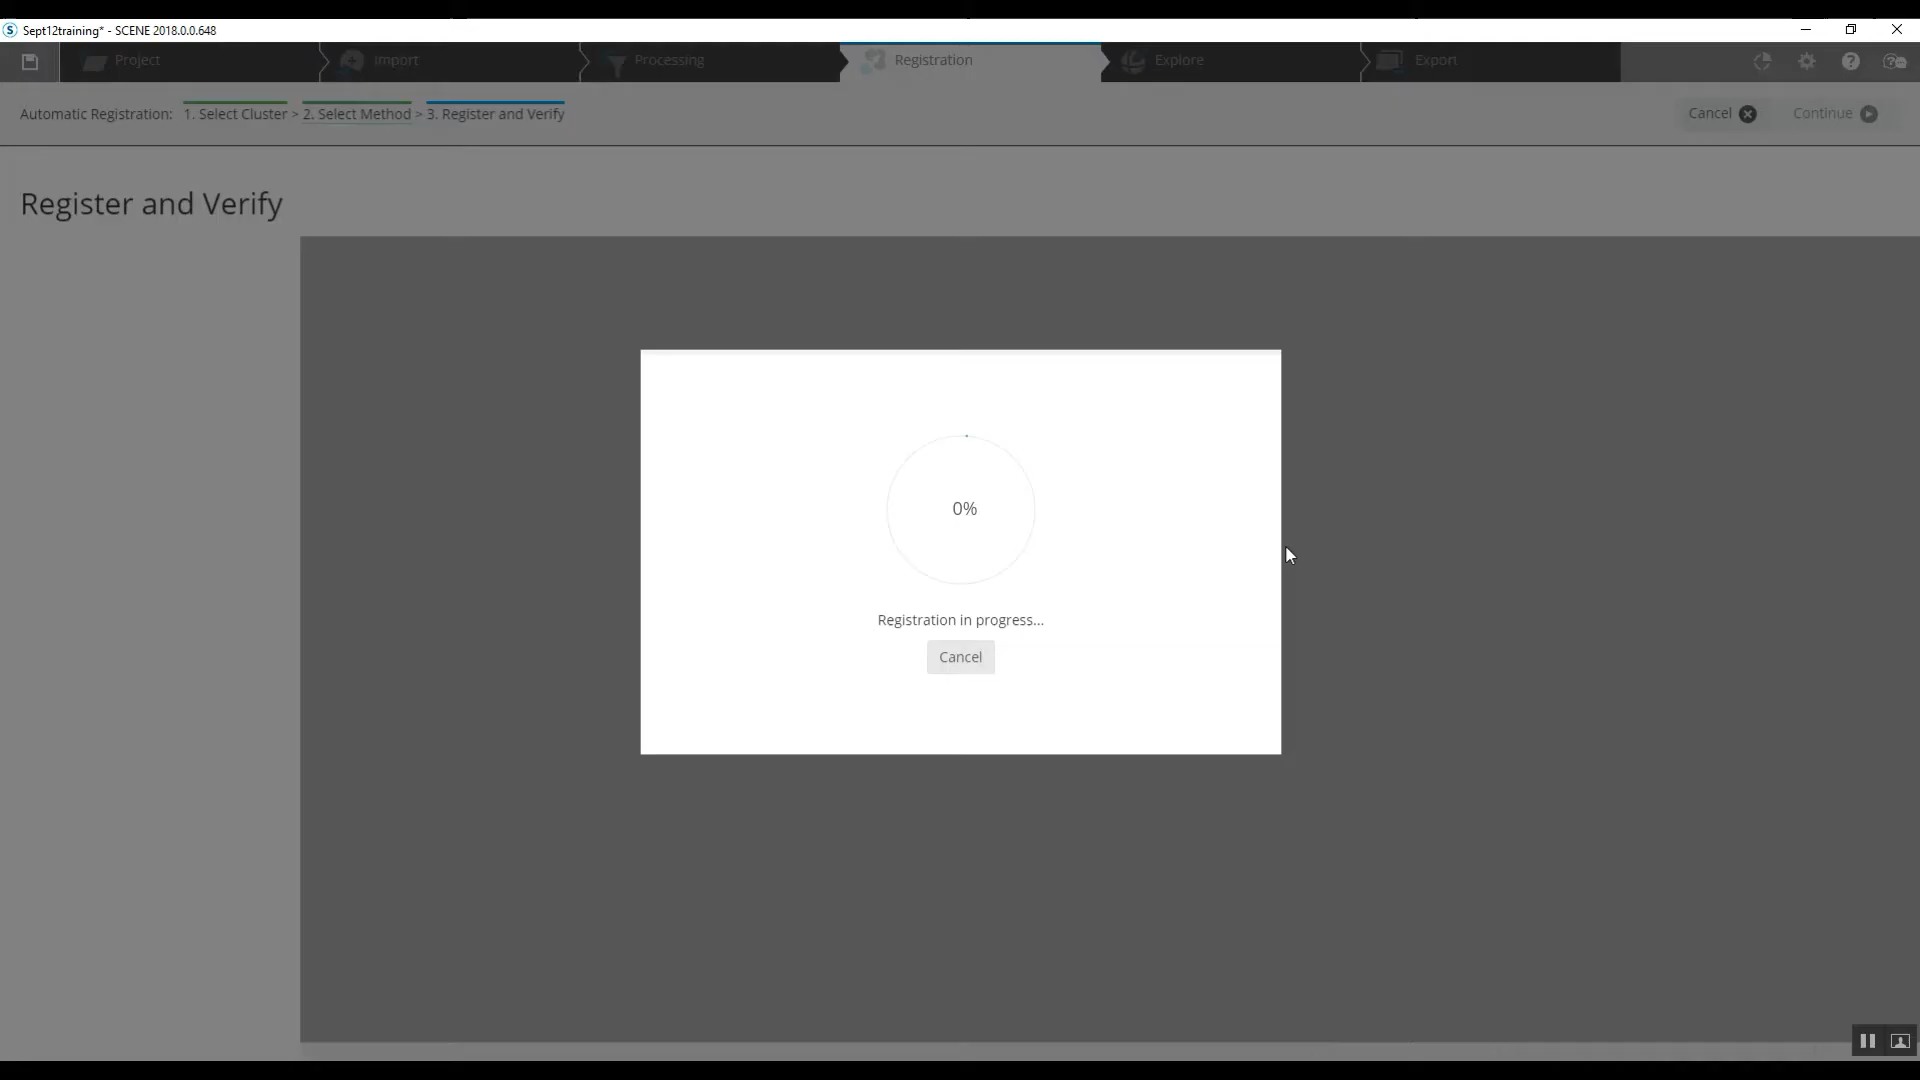 Sept12training* - SCENE 2018.0.0.648
Project Import Processing Registration Explore Export
Automatic Registration: 1. Select Cluster > 2. Select Method > 3. Register and Verify Cancel Continue
Register and Verify
0%
Registration in progress...
Cancel